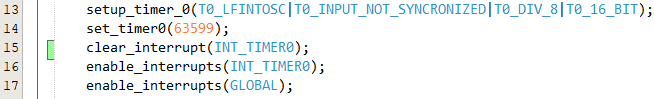 13 setup_timer_0(T0_LFINTOSC|T0_INPUT_NOT_SYNCRONIZED|T0_DIV_8|T0_16_BIT);
14 set_timer0(63599);
15 clear_interrupt(INT_TIMER0);
16 enable_interrupts(INT_TIMER0);
17 enable_interrupts(GLOBAL);